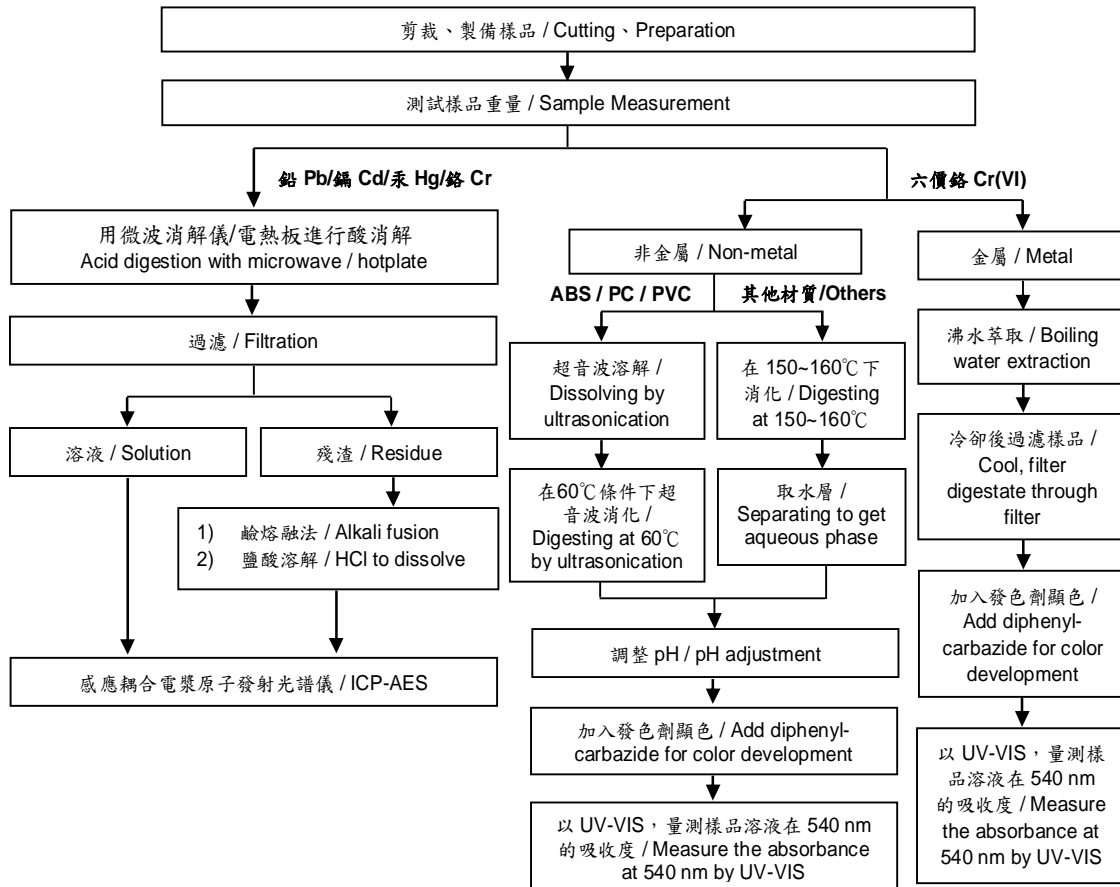 剪裁、製備樣品 / Cutting、Preparation
測試樣品重量 / Sample Measurement
鉛 Pb/鎘 Cd/汞 Hg/鉻 Cr
六價鉻 Cr(VI)
用微波消解儀/電熱板進行酸消解
Acid digestion with microwave / hotplate
過濾 / Filtration
溶液 / Solution
殘渣 / Residue
1) 鹼熔融法 / Alkali fusion
2) 鹽酸溶解 / HCl to dissolve
感應耦合電漿原子發射光譜儀 / ICP-AES
非金屬 / Non-metal
ABS / PC / PVC
其他材質/Others
超音波溶解 /
Dissolving by
ultrasonication
在 150~160℃下
消化 / Digesting
at 150~160℃
在60℃條件下超
音波消化 /
Digesting at 60℃
by ultrasonication
取水層 /
Separating to get
aqueous phase
調整 pH / pH adjustment
加入發色劑顯色 / Add diphenyl-
carbazide for color development
以 UV-VIS，量測樣品溶液在 540 nm
的吸收度 / Measure the absorbance
at 540 nm by UV-VIS
金屬 / Metal
沸水萃取 / Boiling
water extraction
冷卻後過濾樣品 /
Cool, filter
digestate through
filter
加入發色劑顯色 /
Add diphenyl-
carbazide for color
development
以 UV-VIS，量測樣
品溶液在 540 nm
的吸收度 / Measure
the absorbance at
540 nm by UV-VIS